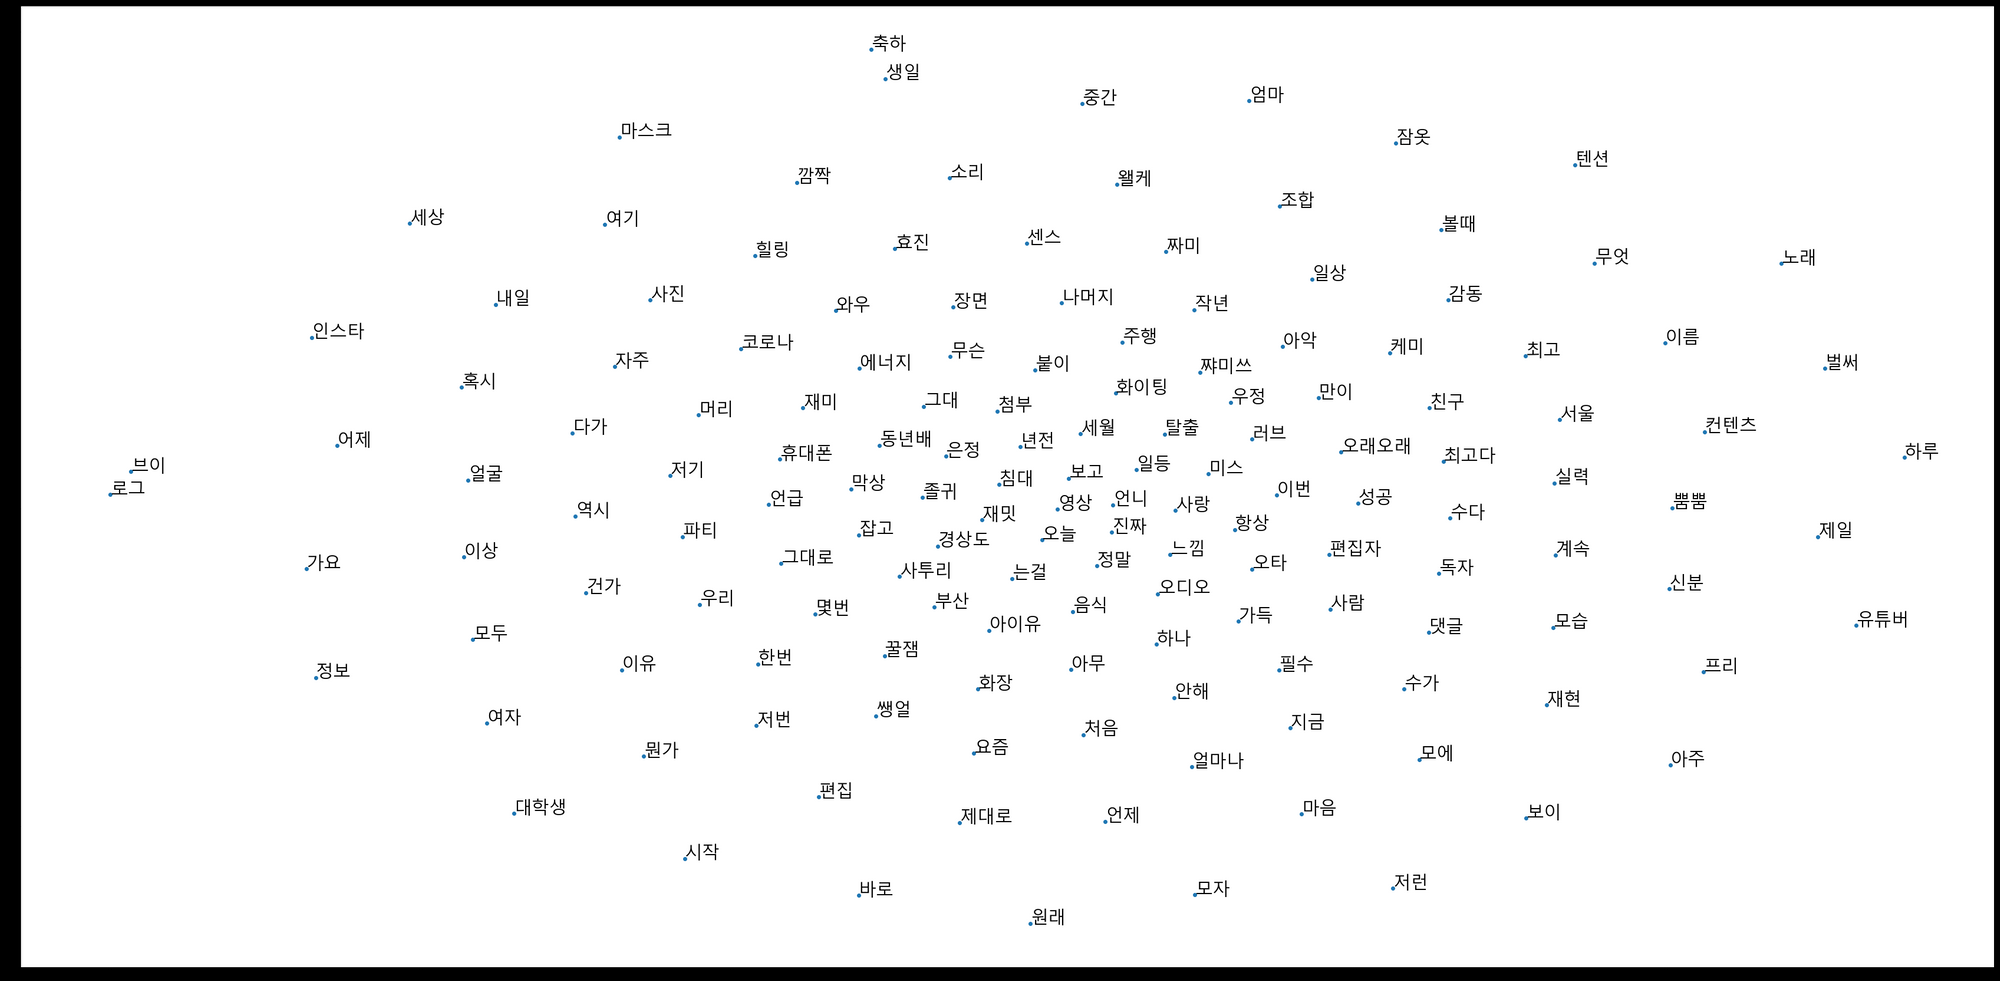 축하
생일
중간
엄마
마스크
잠옷
텐션
깜짝
소리
왤케
조합
세상
여기
볼때
힐링
효진
센스
짜미
무엇
노래
일상
내일
사진
와우
장면
나머지
작년
감동
인스타
코로나
주행
아악
케미
최고
이름
자주
에너지
무슨
붙이
쨔미쓰
벌써
혹시
머리
재미
그대
첨부
화이팅
우정
만이
친구
서울
컨텐츠
어제
다가
동년배
은정
년전
세월
탈출
러브
오래오래
최고다
하루
브이
로그
얼굴
저기
휴대폰
막상
졸귀
침대
보고
일등
미스
이번
성공
실력
뿜뿜
언급
재밋
영상
언니
사랑
수다
역시
파티
잡고
경상도
오늘
진짜
항상
제일
가요
이상
그대로
사투리
는걸
정말
느낌
오타
편집자
독자
계속
건가
우리
몇번
부산
음식
오디오
가득
사람
신분
모두
아이유
하나
댓글
모습
유튜버
정보
이유
한번
꿀잼
화장
아무
안해
필수
수가
재현
프리
여자
뭔가
저번
쌩얼
요즘
처음
얼마나
지금
모에
아주
대학생
편집
제대로
언제
마음
보이
시작
바로
원래
모자
저런